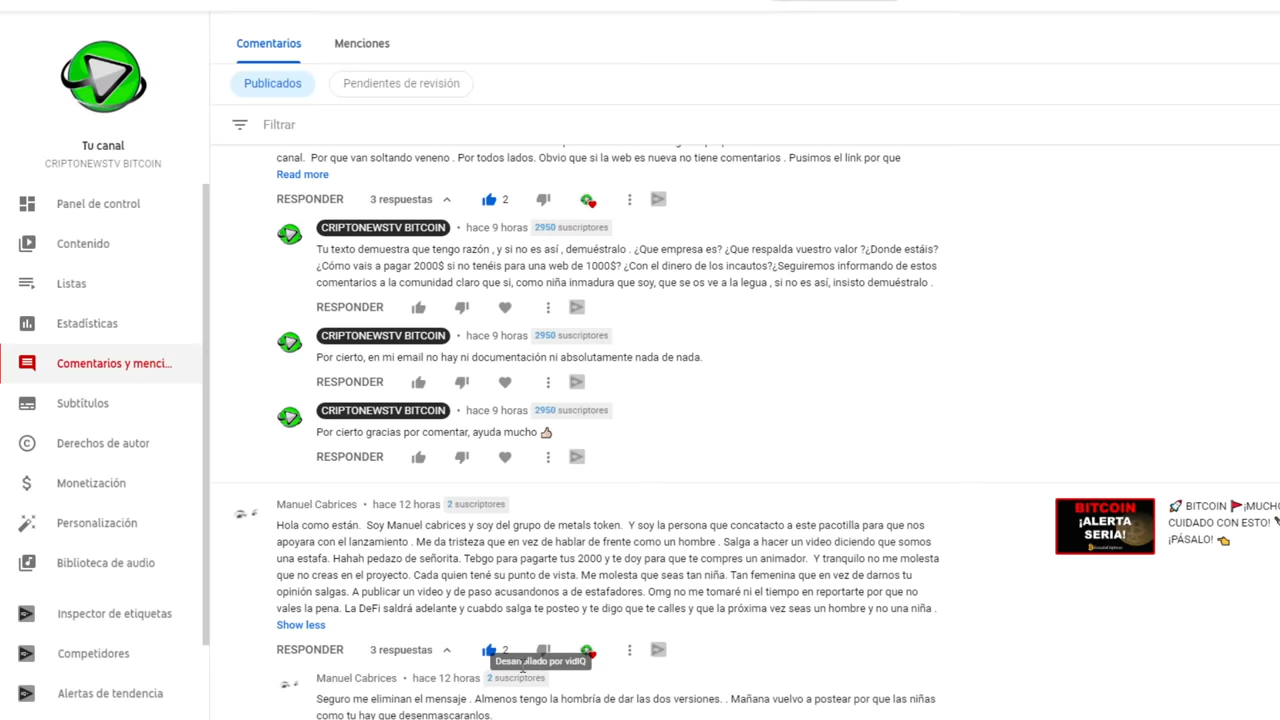 Comentarios
Menciones
Publicados
Pendientes de revisión
Filtrar
Tu canal
CRIPTONEWSTV BITCOIN
Panel de control
Contenido
Listas
Estadísticas
Comentarios y menci...
Subtítulos
Derechos de autor
Monetización
Personalización
Biblioteca de audio
Inspector de etiquetas
Competidores
Alertas de tendencia
canal. Por que van soltando veneno . Por todos lados. Obvio que si la web es nueva no tiene comentarios . Pusimos el link por que
Read more
RESPONDER 3 respuestas 2
CRIPTONEWSTV BITCOIN • hace 9 horas 2950 suscriptores
Tu texto demuestra que tengo razón , y si no es así , demuéstralo . ¿Que empresa es? ¿Que respalda vuestro valor ?¿Donde estáis?
¿Cómo vais a pagar 2000$ si no tenéis para una web de 1000$? ¿Con el dinero de los incautos?¿Seguiremos informando de estos
comentarios a la comunidad claro que si, como niña inmadura que soy, que se os ve a la legua , si no es así, insisto demuéstralo .
RESPONDER
CRIPTONEWSTV BITCOIN • hace 9 horas 2950 suscriptores
Por cierto, en mi email no hay ni documentación ni absolutamente nada de nada.
RESPONDER
CRIPTONEWSTV BITCOIN • hace 9 horas 2950 suscriptores
Por cierto gracias por comentar, ayuda mucho 👍🏻
RESPONDER
Manuel Cabrices • hace 12 horas 2 suscriptores
Hola como están. Soy Manuel cabrices y soy del grupo de metals token. Y soy la persona que concatacto a este pacotilla para que nos
apoyara con el lanzamiento . Me da tristeza que en vez de hablar de frente como un hombre . Salga a hacer un video diciendo que somos
una estafa. Hahah pedazo de señorita. Tebgo para pagarte tus 2000 y te doy para que te compres un animador. Y tranquilo no me molesta
que no creas en el proyecto. Cada quien tené su punto de vista. Me molesta que seas tan niña. Tan femenina que en vez de darnos tu
opinión salgas. A publicar un video y de paso acusandonos a de estafadores. Omg no me tomaré ni el tiempo en reportarte por que no
vales la pena. La DeFi saldrá adelante y cuabdo salga te posteo y te digo que te calles y que la próxima vez seas un hombre y no una niña .
Show less
RESPONDER 3 respuestas 2
Desarrollado por vidIQ
Manuel Cabrices • hace 12 horas 2 suscriptores
Seguro me eliminan el mensaje . Almenos tengo la hombría de dar las dos versiones. . Mañana vuelvo a postear por que las niñas
como tu hay que desenmascaranlos.
BITCOIN
¡ALERTA
SERIA!
🚀 BITCOIN 🚩¡MUCHO
CUIDADO CON ESTO!
¡PÁSALO! 👈